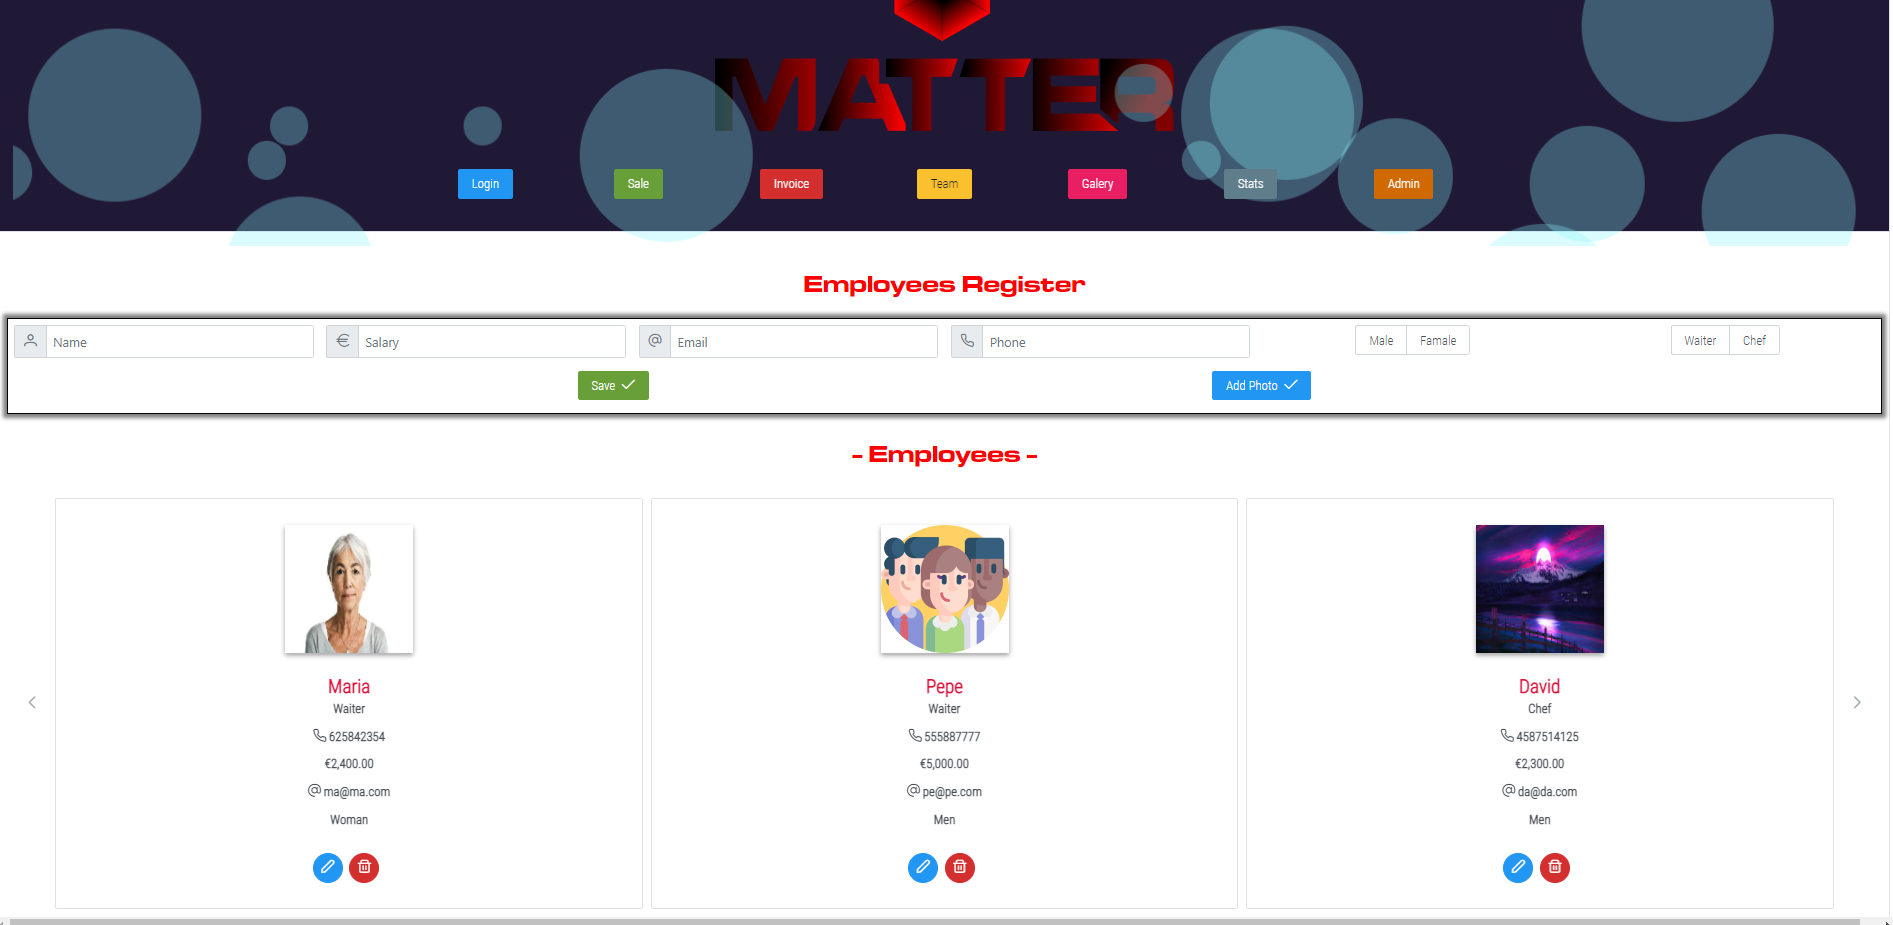 MATTER
Login Sale Invoice Team Galery Stats Admin
Employees Register
Name € Salary @ Email Phone Male Famale Waiter Chef
Save Add Photo
- Employees -
Maria Pepe David
Waiter Waiter Chef
625842354 555887777 4587514125
€2,400.00 €5,000.00 €2,300.00
@ ma@ma.com @ pe@pe.com @ da@da.com
Woman Men Men